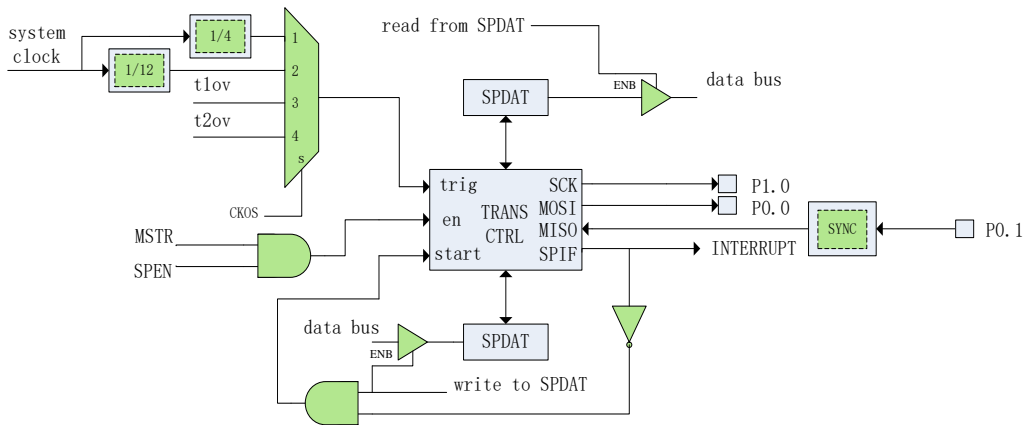 system
clock
1/4
1/12
t1ov
t2ov
1
2
3
4
s
CKOS
read from SPDAT
ENB
data bus
SPDAT
trig
en
start
TRANS
CTRL
SCK
MOSI
MISO
SPIF
P1.0
P0.0
SYNC
P0.1
INTERRUPT
MSTR
SPEN
data bus
ENB
SPDAT
write to SPDAT